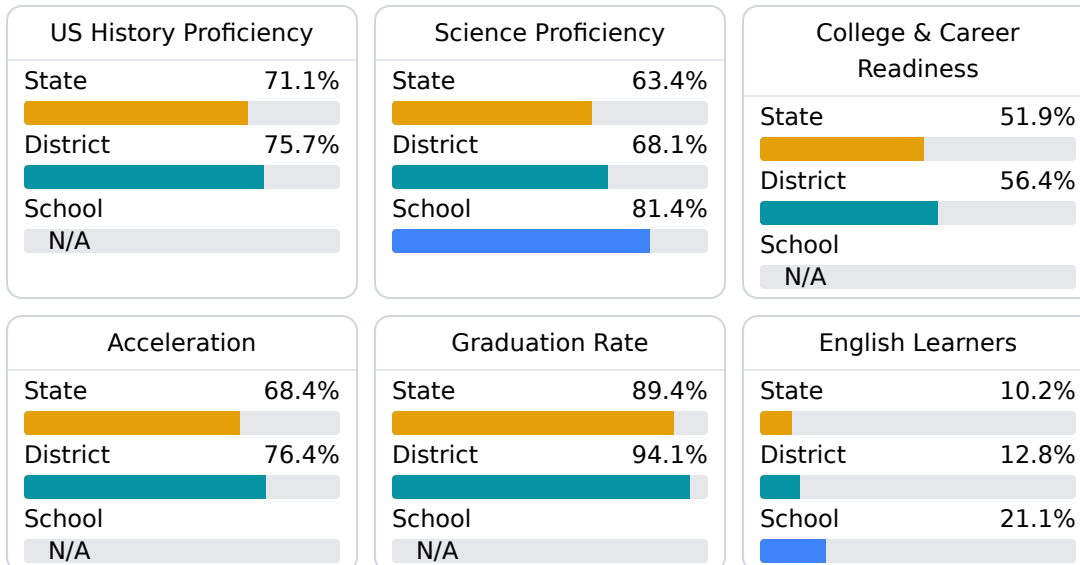 US History Proficiency
State 71.1%
District 75.7%
School
N/A
Science Proficiency
State 63.4%
District 68.1%
School 81.4%
College & Career
Readiness
State 51.9%
District 56.4%
School
N/A
Acceleration
State 68.4%
District 76.4%
School
N/A
Graduation Rate
State 89.4%
District 94.1%
School
N/A
English Learners
State 10.2%
District 12.8%
School 21.1%